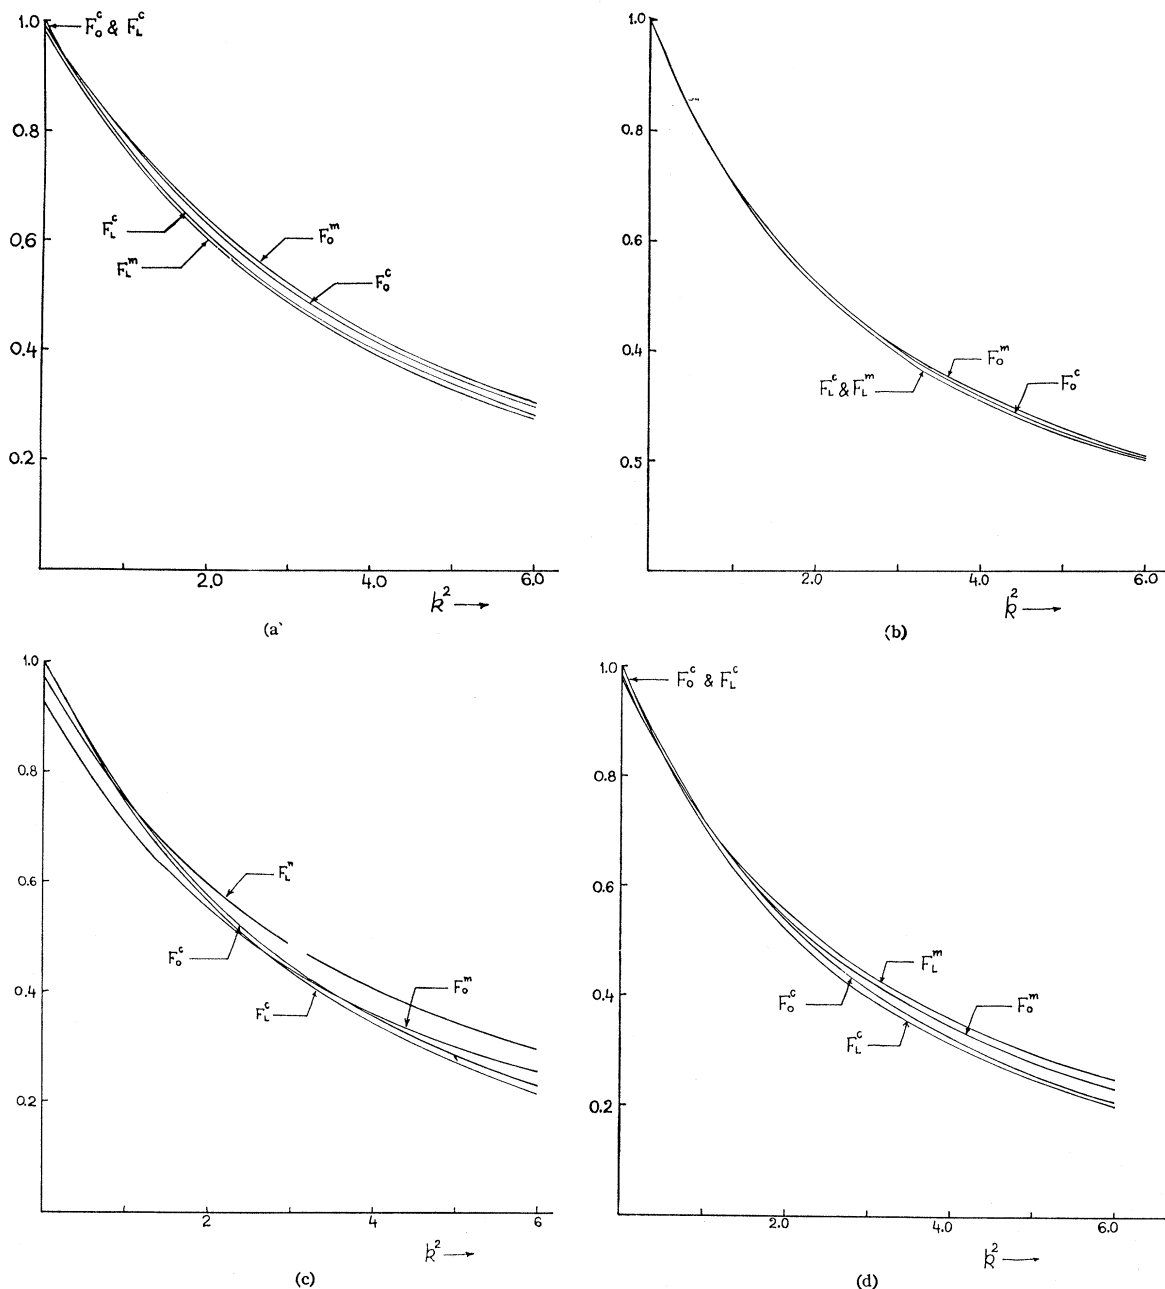 1.0
F₀ᶜ & F_Lᶜ
0.8
0.6
0.4
0.2
F_Lᶜ
F_Lᵐ
F₀ᵐ
F₀ᶜ
2.0 4.0 6.0
k² →
(a)
1.0
0.8
0.6
0.4
0.5
F₀ᵐ
F₀ᶜ
F_Lᶜ & F_Lᵐ
2.0 4.0 6.0
k² →
(b)
1.0
0.8
0.6
0.4
0.2
F_Lᵐ
F₀ᶜ
F₀ᵐ
F_Lᶜ
2 4 6
k² →
(c)
1.0
F₀ᶜ & F_Lᶜ
0.8
0.6
0.4
0.2
F_Lᵐ
F₀ᶜ
F₀ᵐ
F_Lᶜ
2.0 4.0 6.0
k² →
(d)